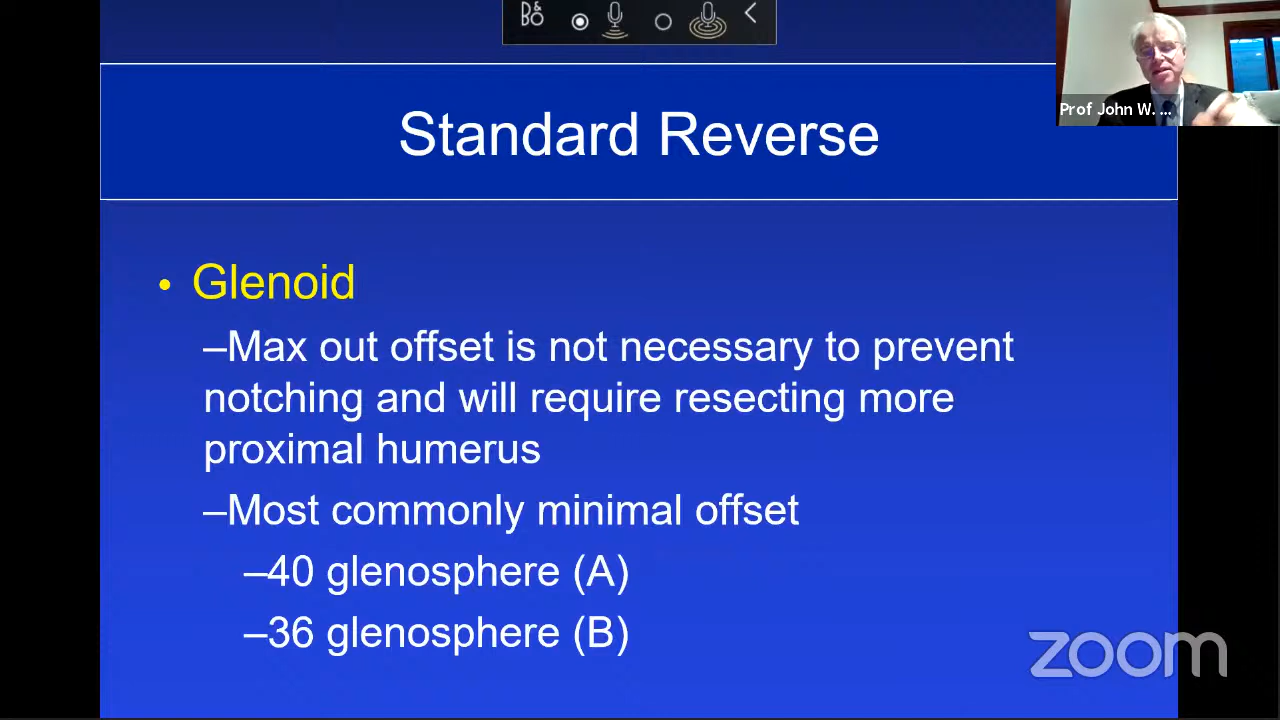 B&O
Prof John W. ...
Standard Reverse
• Glenoid
–Max out offset is not necessary to prevent
notching and will require resecting more
proximal humerus
–Most commonly minimal offset
–40 glenosphere (A)
–36 glenosphere (B)
zoom